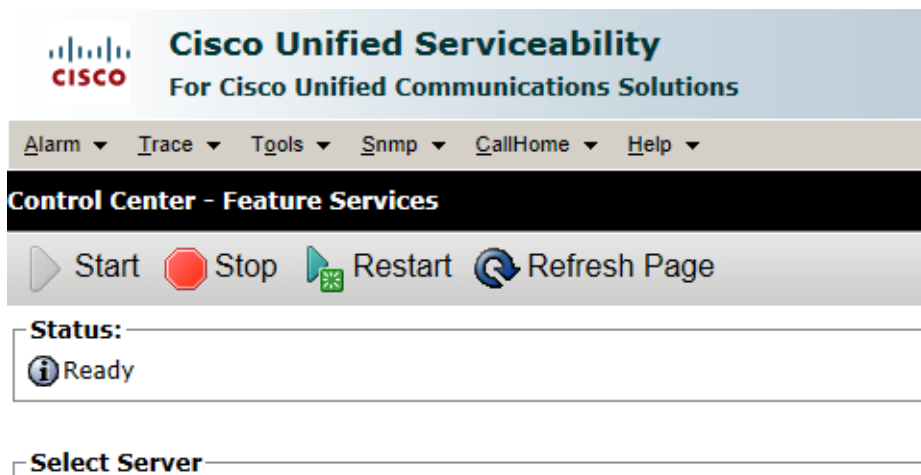 CISCO
Cisco Unified Serviceability
For Cisco Unified Communications Solutions
Alarm Trace Tools Snmp CallHome Help
Control Center - Feature Services
Start Stop Restart Refresh Page
Status:
Ready
Select Server